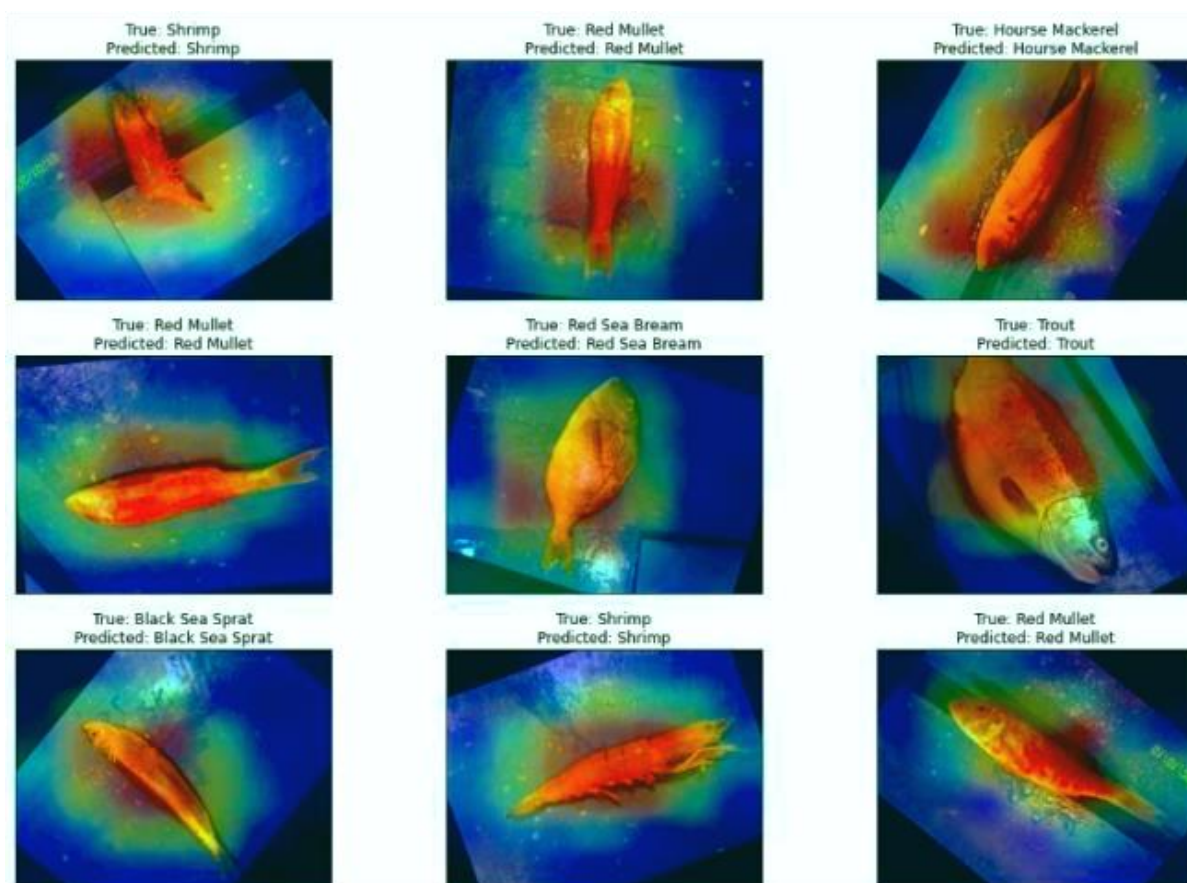 True: Shrimp
Predicted: Shrimp
True: Red Mullet
Predicted: Red Mullet
True: Hourse Mackerel
Predicted: Hourse Mackerel
True: Red Mullet
Predicted: Red Mullet
True: Red Sea Bream
Predicted: Red Sea Bream
True: Trout
Predicted: Trout
True: Black Sea Sprat
Predicted: Black Sea Sprat
True: Shrimp
Predicted: Shrimp
True: Red Mullet
Predicted: Red Mullet